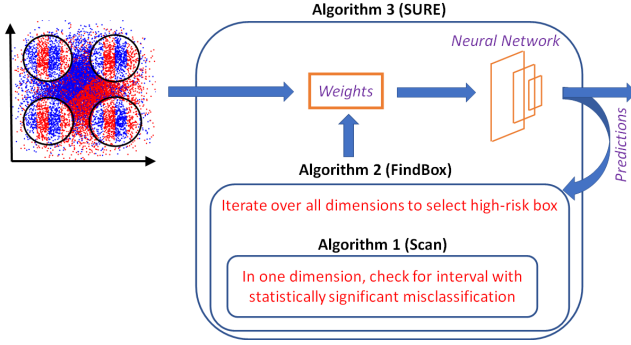 Algorithm 3 (SURE)
Neural Network
Weights
Predictions
Algorithm 2 (FindBox)
Iterate over all dimensions to select high-risk box
Algorithm 1 (Scan)
In one dimension, check for interval with
statistically significant misclassification